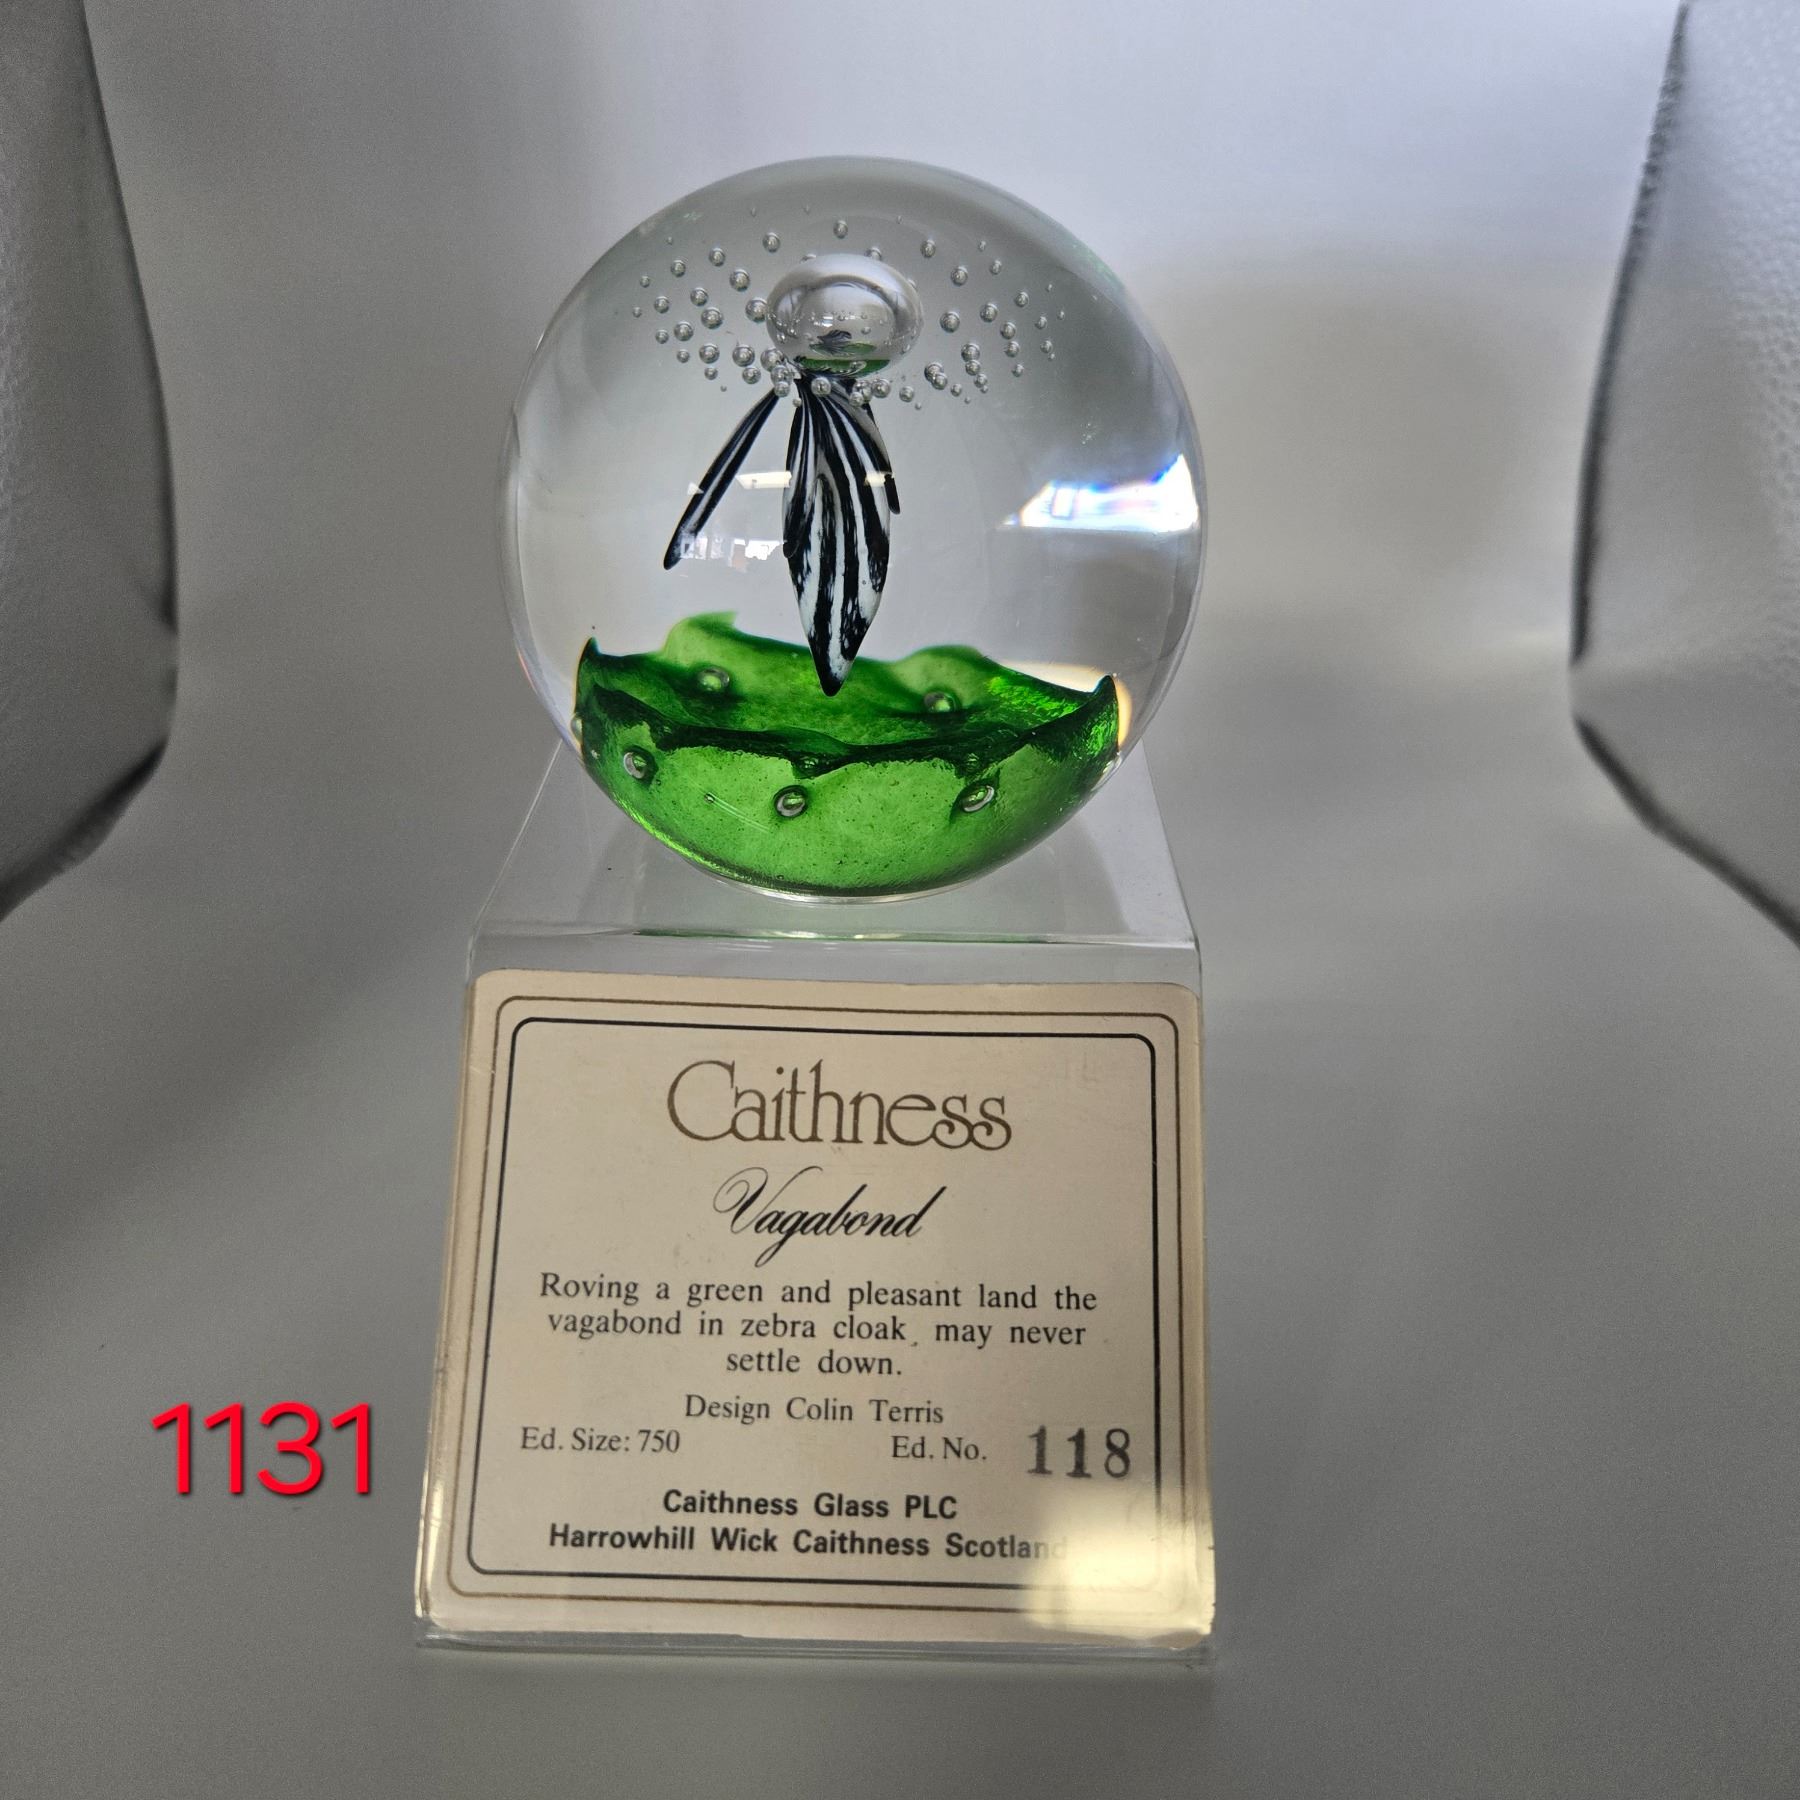 Caithness
Vagabond
Roving a green and pleasant land the
vagabond in zebra cloak, may never
settle down.
Design Colin Terris
Ed. Size: 750 Ed. No. 118
Caithness Glass PLC
Harrowhill Wick Caithness Scotland
1131